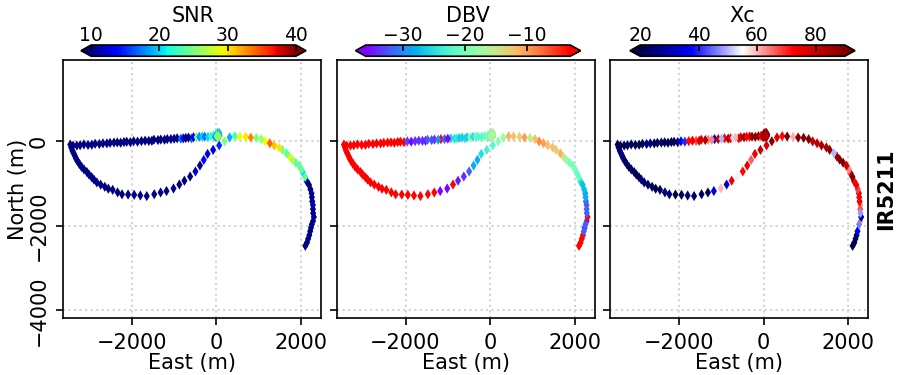 SNR DBV Xc
10 20 30 40 −30 −20 −10 20 40 60 80
North (m)
0
−2000
−4000
−2000 0 2000 −2000 0 2000 −2000 0 2000
East (m) East (m) East (m)
IR5211